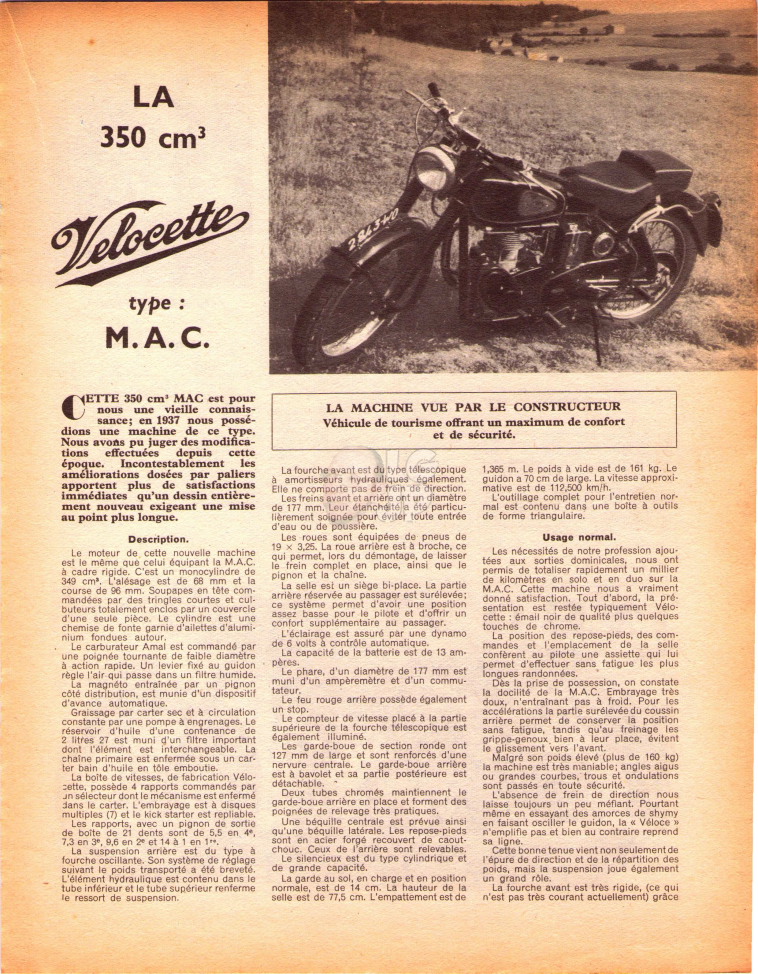 LA
350 cm³
Velocette
type :
M.A.C.
284340
CETTE 350 cm³ MAC est pour
nous une vieille connais-
sance; en 1937 nous possé-
dions une machine de ce type.
Nous avons pu juger des modifica-
tions effectuées depuis cette
époque. Incontestablement les
améliorations dosées par paliers
apportent plus de satisfactions
immédiates qu'un dessin entière-
ment nouveau exigeant une mise
au point plus longue.
Description.
Le moteur de cette nouvelle machine
est le même que celui équipant la M.A.C.
à cadre rigide. C'est un monocylindre de
349 cm³. L'alésage est de 68 mm et la
course de 96 mm. Soupapes en tête com-
mandées par des tringles courtes et cul-
buteurs totalement enclos par un couvercle
d'une seule pièce. Le cylindre est une
chemise de fonte garnie d'ailettes d'alumi-
nium fondues autour.
Le carburateur Amal est commandé par
une poignée tournante de faible diamètre
à action rapide. Un levier fixé au guidon
règle l'air qui passe dans un filtre humide.
La magnéto entraînée par un pignon
côté distribution, est munie d'un dispositif
d'avance automatique.
Graissage par carter sec et à circulation
constante par une pompe à engrenages. Le
réservoir d'huile d'une contenance de
2 litres 27 est muni d'un filtre important
dont l'élément est interchangeable. La
chaîne primaire est enfermée sous un car-
ter bain d'huile en tôle emboutie.
La boîte de vitesses, de fabrication Vélo-
cette, possède 4 rapports commandés par
un sélecteur dont le mécanisme est enfermé
dans le carter. L'embrayage est à disques
multiples (7) et le kick starter est repliable.
Les rapports, avec un pignon de sortie
de boîte de 21 dents sont de 5,5 en 4ᵉ,
7,3 en 3ᵉ, 9,6 en 2ᵉ et 14 à 1 en 1ʳᵉ.
La suspension arrière est du type à
fourche oscillante. Son système de réglage
suivant le poids transporté a été breveté.
L'élément hydraulique est contenu dans le
tube inférieur et le tube supérieur renferme
le ressort de suspension.
LA MACHINE VUE PAR LE CONSTRUCTEUR
Véhicule de tourisme offrant un maximum de confort
et de sécurité.
La fourche avant est du type télescopique
à amortisseurs hydrauliques également.
Elle ne comporte pas de frein de direction.
Les freins avant et arrière ont un diamètre
de 177 mm. Leur étanchéité a été particu-
lièrement soignée pour éviter toute entrée
d'eau ou de poussière.
Les roues sont équipées de pneus de
19 × 3,25. La roue arrière est à broche, ce
qui permet, lors du démontage, de laisser
le frein complet en place, ainsi que le
pignon et la chaîne.
La selle est un siège bi-place. La partie
arrière réservée au passager est surélevée;
ce système permet d'avoir une position
assez basse pour le pilote et d'offrir un
confort supplémentaire au passager.
L'éclairage est assuré par une dynamo
de 6 volts à contrôle automatique.
La capacité de la batterie est de 13 am-
pères.
Le phare, d'un diamètre de 177 mm est
muni d'un ampèremètre et d'un commu-
tateur.
Le feu rouge arrière possède également
un stop.
Le compteur de vitesse placé à la partie
supérieure de la fourche télescopique est
également illuminé.
Les garde-boue de section ronde ont
127 mm de large et sont renforcés d'une
nervure centrale. Le garde-boue arrière
est à bavolet et sa partie postérieure est
détachable.
Deux tubes chromés maintiennent le
garde-boue arrière en place et forment des
poignées de relevage très pratiques.
Une béquille centrale est prévue ainsi
qu'une béquille latérale. Les repose-pieds
sont en acier forgé recouvert de caout-
chouc. Ceux de l'arrière sont relevables.
Le silencieux est du type cylindrique et
de grande capacité.
La garde au sol, en charge et en position
normale, est de 14 cm. La hauteur de la
selle est de 77,5 cm. L'empattement est de
1,365 m. Le poids à vide est de 161 kg. Le
guidon a 70 cm de large. La vitesse approxi-
mative est de 112,500 km/h.
L'outillage complet pour l'entretien nor-
mal est contenu dans une boîte à outils
de forme triangulaire.
Usage normal.
Les nécessités de notre profession ajou-
tées aux sorties dominicales, nous ont
permis de totaliser rapidement un millier
de kilomètres en solo et en duo sur la
M.A.C. Cette machine nous a vraiment
donné satisfaction. Tout d'abord, la pré-
sentation est restée typiquement Vélo-
cette : émail noir de qualité plus quelques
touches de chrome.
La position des repose-pieds, des com-
mandes et l'emplacement de la selle
confèrent au pilote une assiette qui lui
permet d'effectuer sans fatigue les plus
longues randonnées.
Dès la prise de possession, on constate
la docilité de la M.A.C. Embrayage très
doux, n'entraînant pas à froid. Pour les
accélérations la partie surélevée du coussin
arrière permet de conserver la position
sans fatigue, tandis qu'au freinage les
grippe-genoux bien à leur place, évitent
le glissement vers l'avant.
Malgré son poids élevé (plus de 160 kg)
la machine est très maniable; angles aigus
ou grandes courbes, trous et ondulations
sont passés en toute sécurité.
L'absence de frein de direction nous
laisse toujours un peu méfiant. Pourtant
même en essayant des amorces de shymy
en faisant osciller le guidon, la « Véloce »
n'emplifie pas et bien au contraire reprend
sa ligne.
Cette bonne tenue vient non seulement de
l'épure de direction et de la répartition des
poids, mais la suspension joue également
un grand rôle.
La fourche avant est très rigide, (ce qui
n'est pas très courant actuellement) grâce